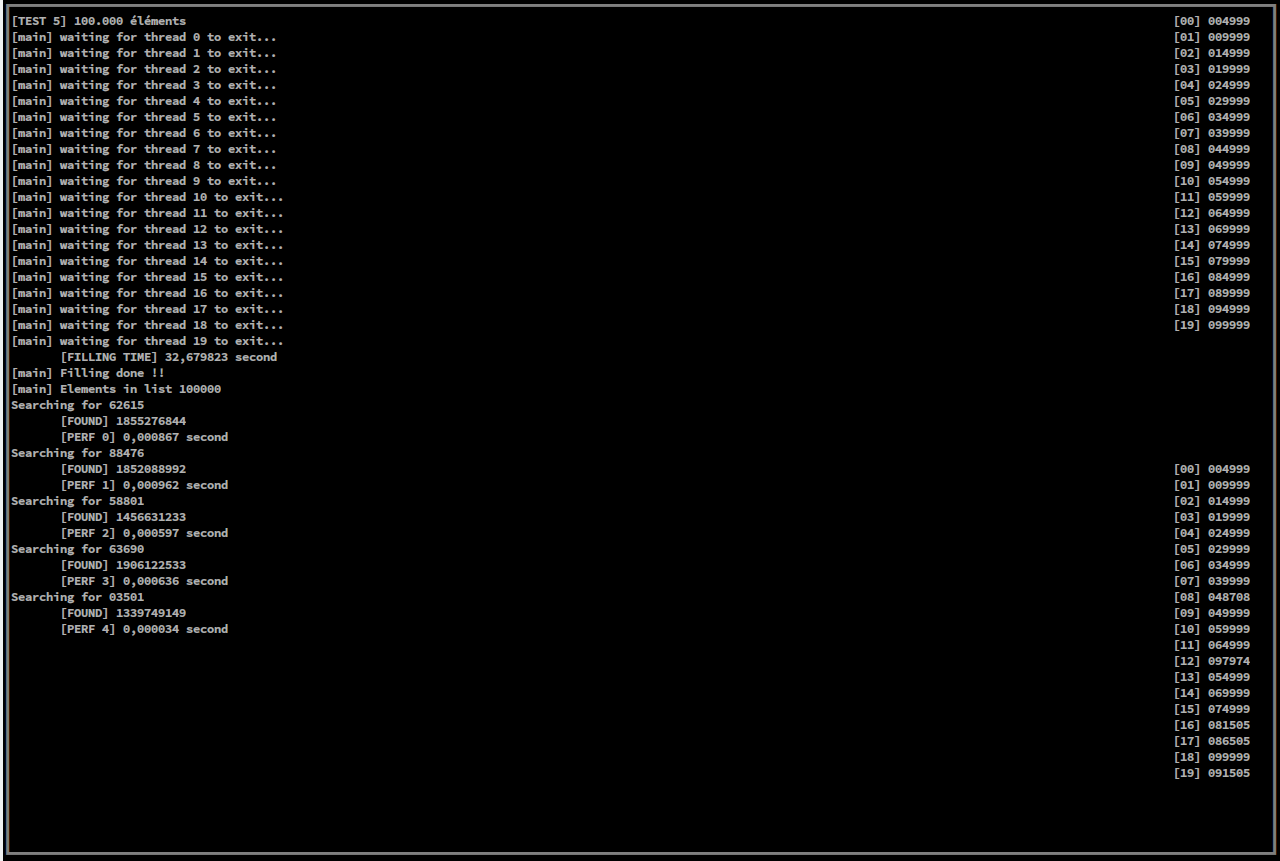 [TEST 5] 100.000 éléments [00] 004999
[main] waiting for thread 0 to exit... [01] 009999
[main] waiting for thread 1 to exit... [02] 014999
[main] waiting for thread 2 to exit... [03] 019999
[main] waiting for thread 3 to exit... [04] 024999
[main] waiting for thread 4 to exit... [05] 029999
[main] waiting for thread 5 to exit... [06] 034999
[main] waiting for thread 6 to exit... [07] 039999
[main] waiting for thread 7 to exit... [08] 044999
[main] waiting for thread 8 to exit... [09] 049999
[main] waiting for thread 9 to exit... [10] 054999
[main] waiting for thread 10 to exit... [11] 059999
[main] waiting for thread 11 to exit... [12] 064999
[main] waiting for thread 12 to exit... [13] 069999
[main] waiting for thread 13 to exit... [14] 074999
[main] waiting for thread 14 to exit... [15] 079999
[main] waiting for thread 15 to exit... [16] 084999
[main] waiting for thread 16 to exit... [17] 089999
[main] waiting for thread 17 to exit... [18] 094999
[main] waiting for thread 18 to exit... [19] 099999
[main] waiting for thread 19 to exit...
[FILLING TIME] 32,679823 second
[main] Filling done !!
[main] Elements in list 100000
Searching for 62615
[FOUND] 1855276844
[PERF 0] 0,000867 second
Searching for 88476
[FOUND] 1852088992 [00] 004999
[PERF 1] 0,000962 second [01] 009999
Searching for 58801 [02] 014999
[FOUND] 1456631233 [03] 019999
[PERF 2] 0,000597 second [04] 024999
Searching for 63690 [05] 029999
[FOUND] 1906122533 [06] 034999
[PERF 3] 0,000636 second [07] 039999
Searching for 03501 [08] 048708
[FOUND] 1339749149 [09] 049999
[PERF 4] 0,000034 second [10] 059999
[11] 064999
[12] 097974
[13] 054999
[14] 069999
[15] 074999
[16] 081505
[17] 086505
[18] 099999
[19] 091505